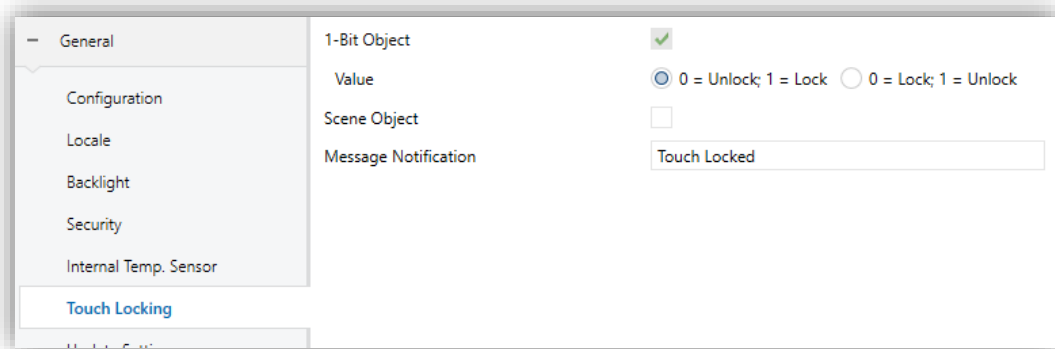 General
Configuration
Locale
Backlight
Security
Internal Temp. Sensor
Touch Locking
1-Bit Object
Value
0 = Unlock; 1 = Lock 0 = Lock; 1 = Unlock
Scene Object
Message Notification
Touch Locked